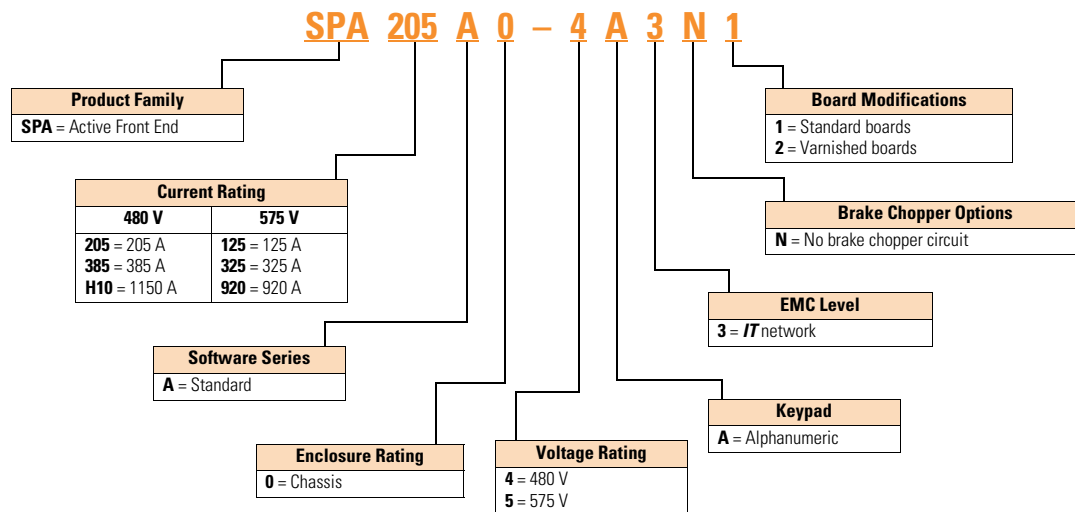 SPA 205 A 0 – 4 A 3 N 1
Product Family
SPA = Active Front End
Board Modifications
1 = Standard boards
2 = Varnished boards
Current Rating
480 V 575 V
205 = 205 A 125 = 125 A
385 = 385 A 325 = 325 A
H10 = 1150 A 920 = 920 A
Brake Chopper Options
N = No brake chopper circuit
EMC Level
3 = IT network
Software Series
A = Standard
Keypad
A = Alphanumeric
Enclosure Rating
0 = Chassis
Voltage Rating
4 = 480 V
5 = 575 V